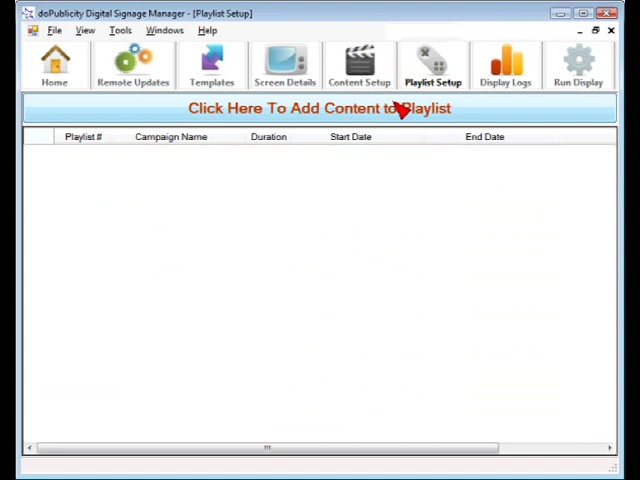 doPublicity Digital Signage Manager - [Playlist Setup]
File View Tools Windows Help
Home Remote Updates Templates Screen Details Content Setup Playlist Setup Display Logs Run Display
Click Here To Add Content to Playlist
Playlist # Campaign Name Duration Start Date End Date